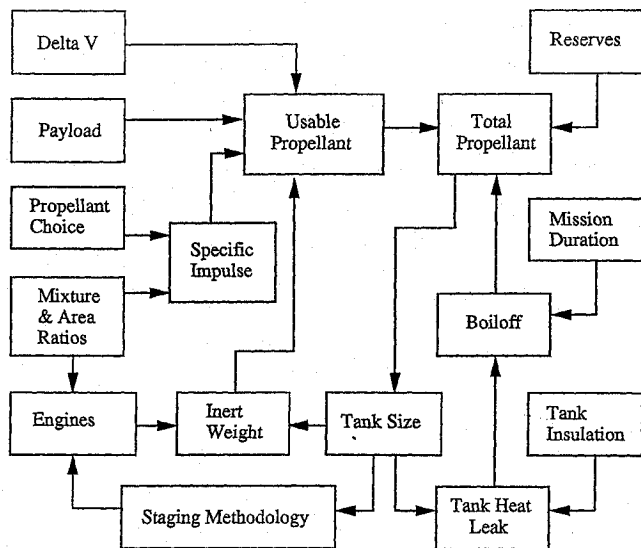 Delta V
Reserves
Payload
Usable
Propellant
Total
Propellant
Propellant
Choice
Specific
Impulse
Mission
Duration
Mixture
& Area
Ratios
Boiloff
Engines
Inert
Weight
Tank Size
Tank
Insulation
Staging Methodology
Tank Heat
Leak